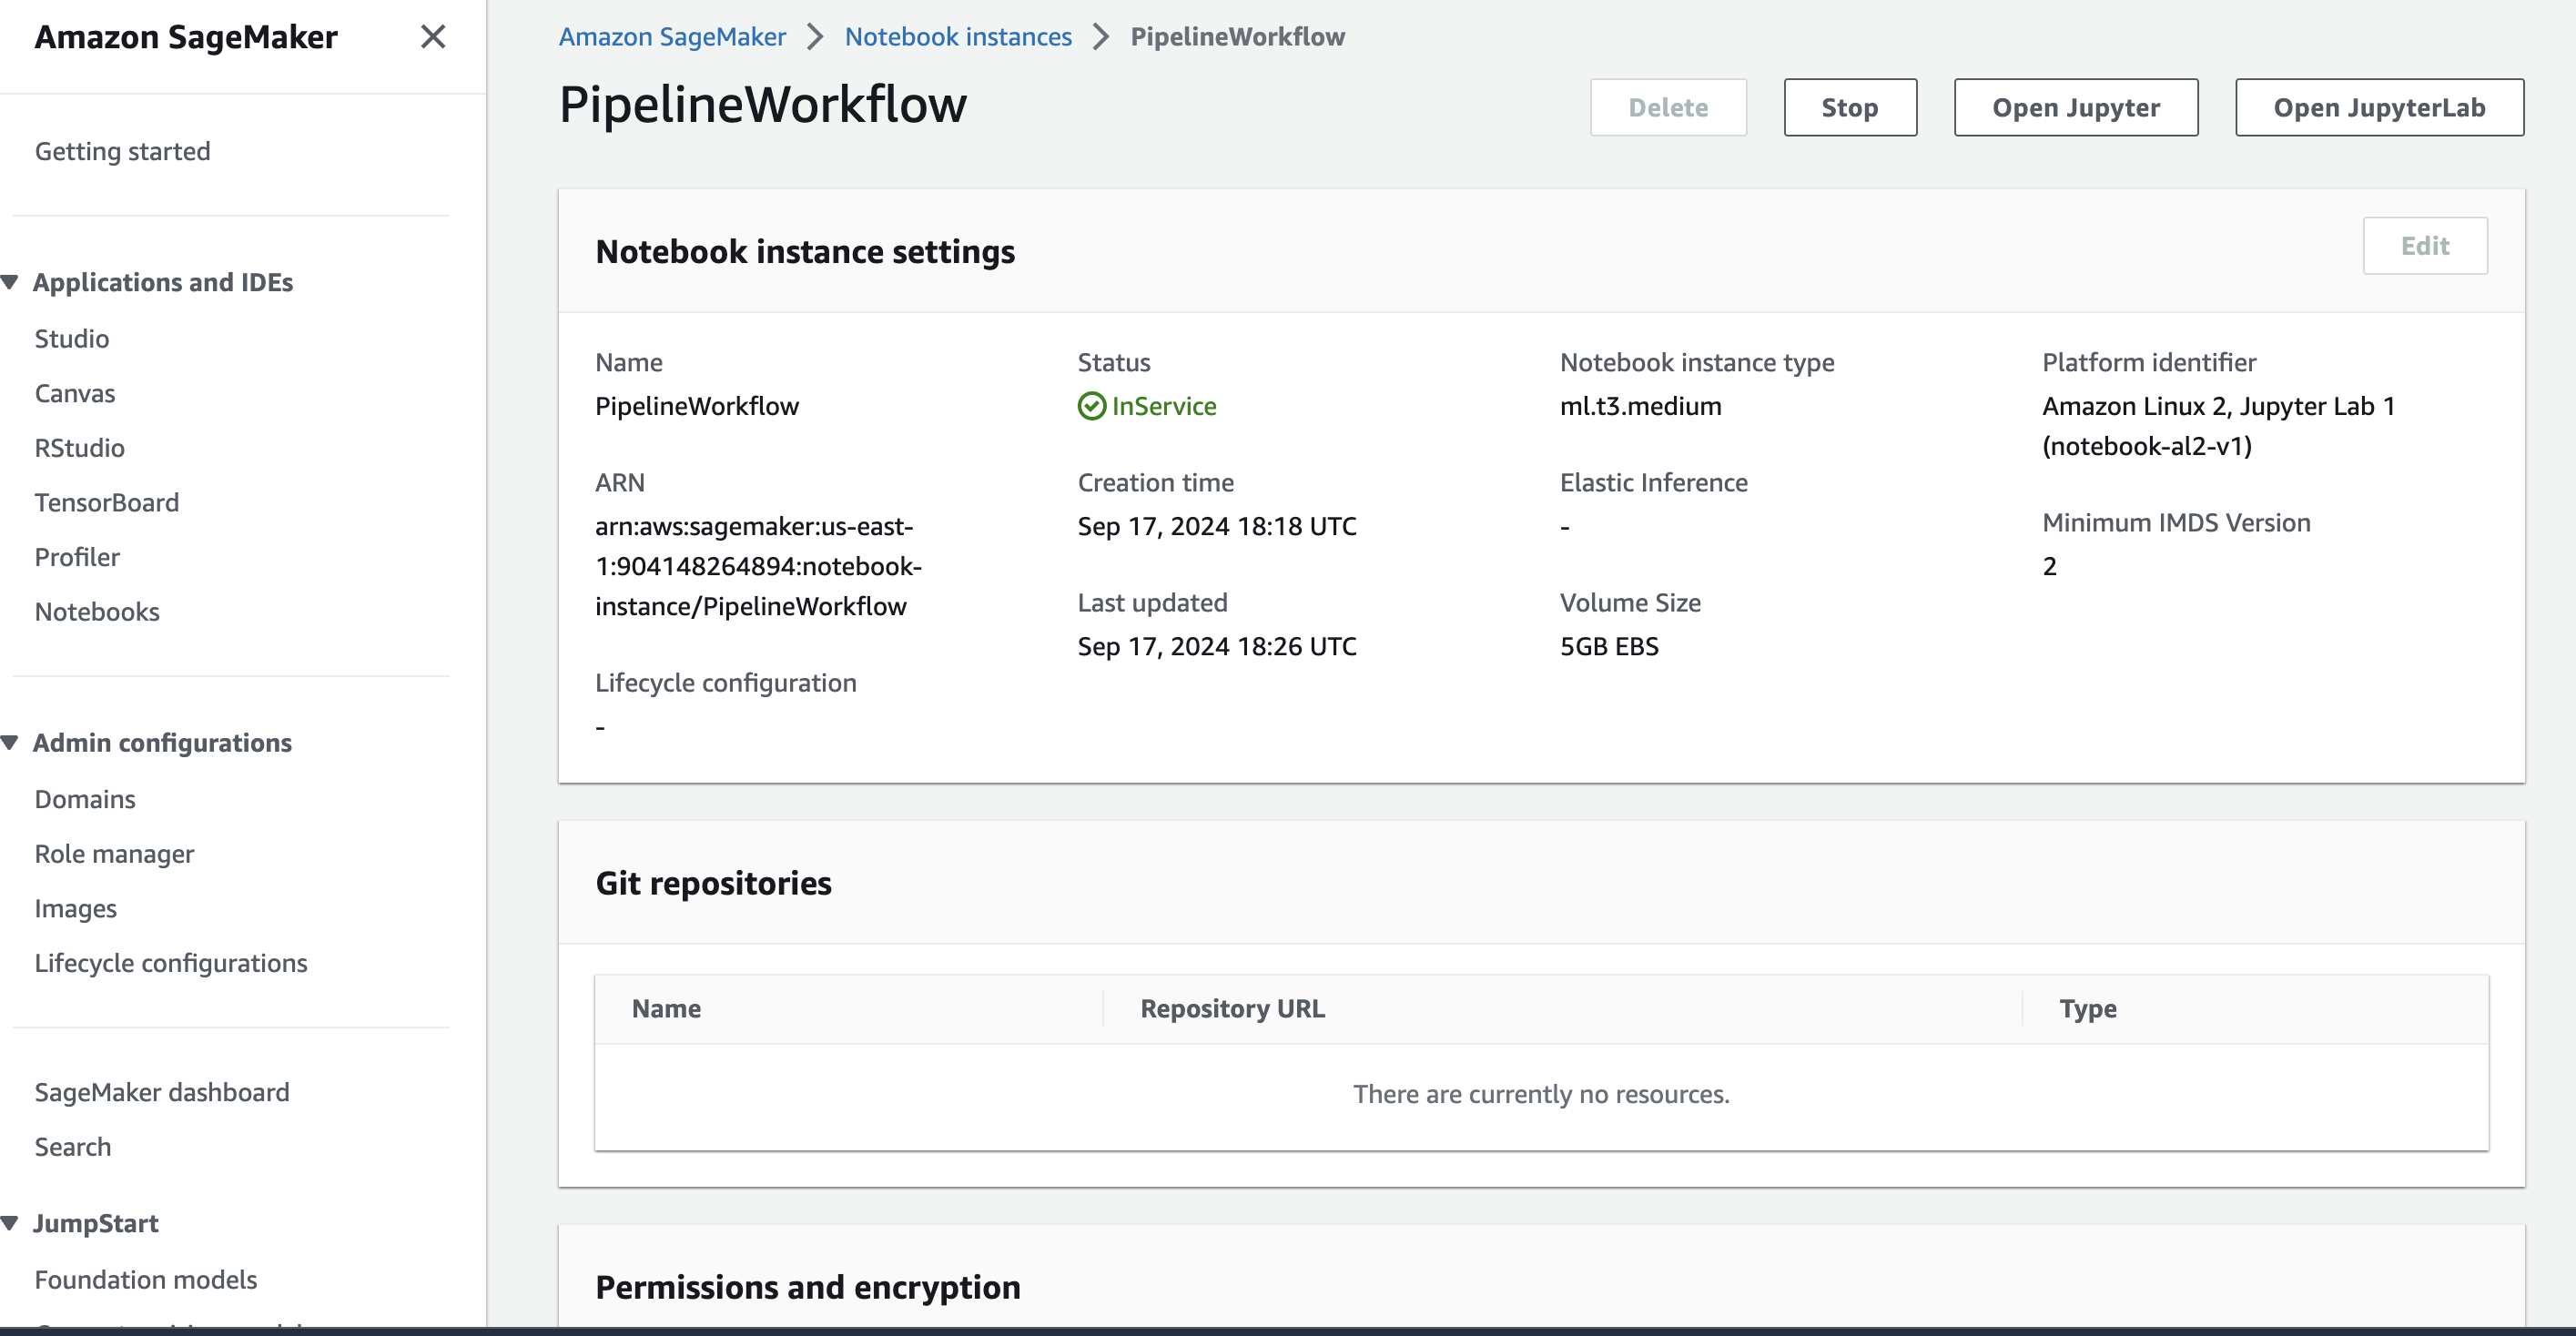 Amazon SageMaker
Getting started
Applications and IDEs
Studio
Canvas
RStudio
TensorBoard
Profiler
Notebooks
Admin configurations
Domains
Role manager
Images
Lifecycle configurations
SageMaker dashboard
Search
JumpStart
Foundation models
Amazon SageMaker > Notebook instances > PipelineWorkflow
PipelineWorkflow
Delete Stop Open Jupyter Open JupyterLab
Notebook instance settings
Edit
Name
PipelineWorkflow
ARN
arn:aws:sagemaker:us-east-
1:904148264894:notebook-
instance/PipelineWorkflow
Lifecycle configuration
-
Status
InService
Creation time
Sep 17, 2024 18:18 UTC
Last updated
Sep 17, 2024 18:26 UTC
Notebook instance type
ml.t3.medium
Elastic Inference
-
Volume Size
5GB EBS
Platform identifier
Amazon Linux 2, Jupyter Lab 1
(notebook-al2-v1)
Minimum IMDS Version
2
Git repositories
Name Repository URL Type
There are currently no resources.
Permissions and encryption